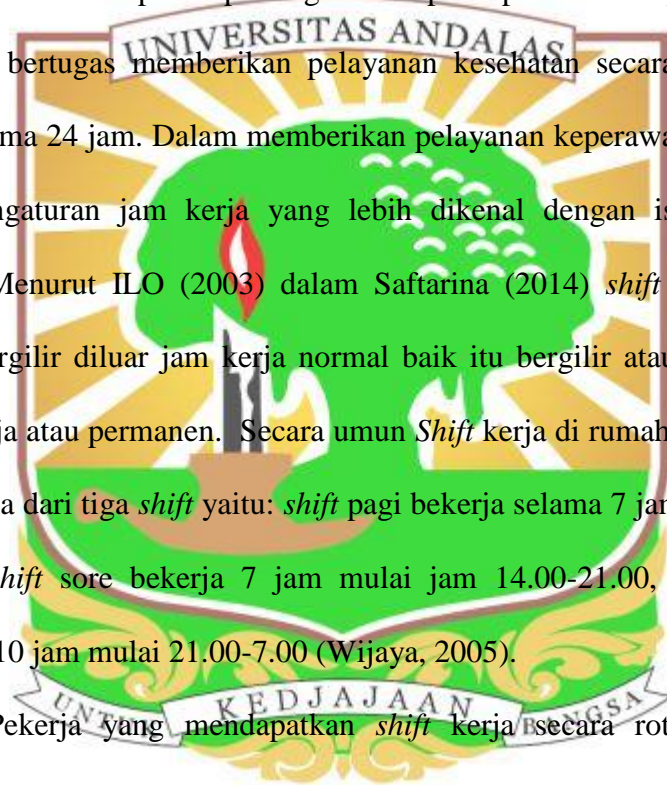 UNIVERSITAS ANDALAS
bertugas memberikan pelayanan kesehatan secara
ma 24 jam. Dalam memberikan pelayanan keperawa
ngaturan jam kerja yang lebih dikenal dengan is
Menurut ILO (2003) dalam Saftarina (2014) shift
rgilir diluar jam kerja normal baik itu bergilir atau
ja atau permanen. Secara umun Shift kerja di rumah
a dari tiga shift yaitu: shift pagi bekerja selama 7 jam
hift sore bekerja 7 jam mulai jam 14.00-21.00,
10 jam mulai 21.00-7.00 (Wijaya, 2005).
UNTUK KEDJAJAAN BANGSA
Pekerja yang mendapatkan shift kerja secara rot